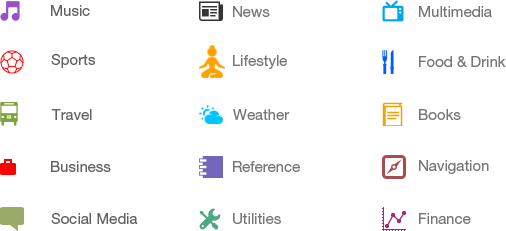 Music
News
Multimedia
Sports
Lifestyle
Food & Drink
Travel
Weather
Books
Business
Reference
Navigation
Social Media
Utilities
Finance